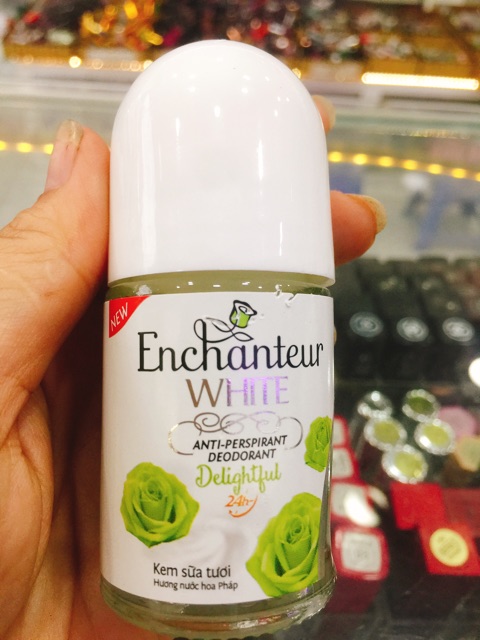 NEW
Enchanteur
WHITE
ANTI-PERSPIRANT
DEODORANT
Delightful
24hr
Kem sữa tươi
Hương nước hoa Pháp